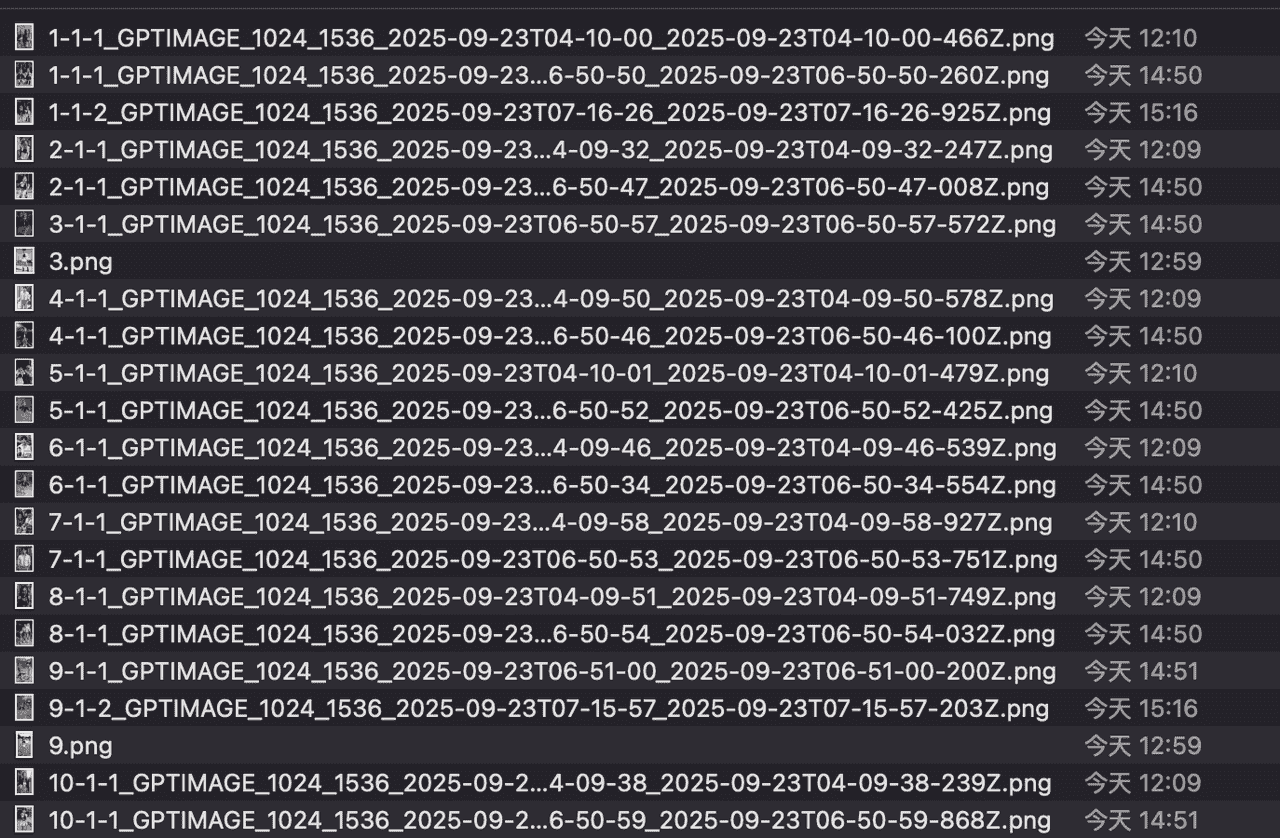 1-1-1_GPTIMAGE_1024_1536_2025-09-23T04-10-00_2025-09-23T04-10-00-466Z.png 今天 12:10
1-1-1_GPTIMAGE_1024_1536_2025-09-23...6-50-50_2025-09-23T06-50-50-260Z.png 今天 14:50
1-1-2_GPTIMAGE_1024_1536_2025-09-23T07-16-26_2025-09-23T07-16-26-925Z.png 今天 15:16
2-1-1_GPTIMAGE_1024_1536_2025-09-23...4-09-32_2025-09-23T04-09-32-247Z.png 今天 12:09
2-1-1_GPTIMAGE_1024_1536_2025-09-23...6-50-47_2025-09-23T06-50-47-008Z.png 今天 14:50
3-1-1_GPTIMAGE_1024_1536_2025-09-23T06-50-57_2025-09-23T06-50-57-572Z.png 今天 14:50
3.png 今天 12:59
4-1-1_GPTIMAGE_1024_1536_2025-09-23...4-09-50_2025-09-23T04-09-50-578Z.png 今天 12:09
4-1-1_GPTIMAGE_1024_1536_2025-09-23...6-50-46_2025-09-23T06-50-46-100Z.png 今天 14:50
5-1-1_GPTIMAGE_1024_1536_2025-09-23T04-10-01_2025-09-23T04-10-01-479Z.png 今天 12:10
5-1-1_GPTIMAGE_1024_1536_2025-09-23...6-50-52_2025-09-23T06-50-52-425Z.png 今天 14:50
6-1-1_GPTIMAGE_1024_1536_2025-09-23...4-09-46_2025-09-23T04-09-46-539Z.png 今天 12:09
6-1-1_GPTIMAGE_1024_1536_2025-09-23...6-50-34_2025-09-23T06-50-34-554Z.png 今天 14:50
7-1-1_GPTIMAGE_1024_1536_2025-09-23...4-09-58_2025-09-23T04-09-58-927Z.png 今天 12:10
7-1-1_GPTIMAGE_1024_1536_2025-09-23T06-50-53_2025-09-23T06-50-53-751Z.png 今天 14:50
8-1-1_GPTIMAGE_1024_1536_2025-09-23T04-09-51_2025-09-23T04-09-51-749Z.png 今天 12:09
8-1-1_GPTIMAGE_1024_1536_2025-09-23...6-50-54_2025-09-23T06-50-54-032Z.png 今天 14:50
9-1-1_GPTIMAGE_1024_1536_2025-09-23T06-51-00_2025-09-23T06-51-00-200Z.png 今天 14:51
9-1-2_GPTIMAGE_1024_1536_2025-09-23T07-15-57_2025-09-23T07-15-57-203Z.png 今天 15:16
9.png 今天 12:59
10-1-1_GPTIMAGE_1024_1536_2025-09-2...4-09-38_2025-09-23T04-09-38-239Z.png 今天 12:09
10-1-1_GPTIMAGE_1024_1536_2025-09-2...6-50-59_2025-09-23T06-50-59-868Z.png 今天 14:51